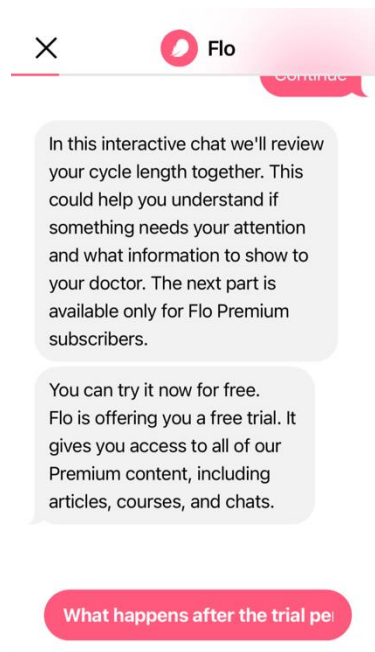 Flo
Continue
In this interactive chat we'll review
your cycle length together. This
could help you understand if
something needs your attention
and what information to show to
your doctor. The next part is
available only for Flo Premium
subscribers.
You can try it now for free.
Flo is offering you a free trial. It
gives you access to all of our
Premium content, including
articles, courses, and chats.
What happens after the trial pe